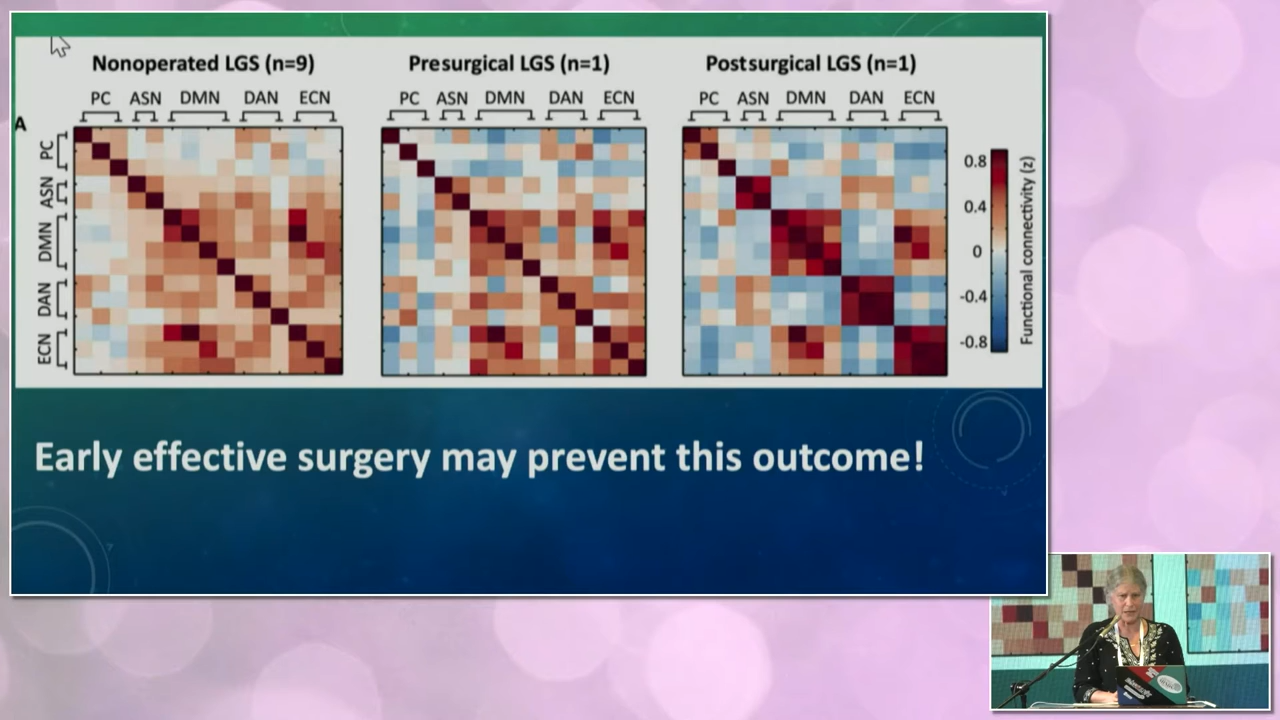 Nonoperated LGS (n=9)
Presurgical LGS (n=1)
Postsurgical LGS (n=1)
PC ASN DMN DAN ECN
PC ASN DMN DAN ECN
PC ASN DMN DAN ECN
A
PC
ASN
DMN
DAN
ECN
0.8
0.4
0
-0.4
-0.8
Functional connectivity (z)
Early effective surgery may prevent this outcome!